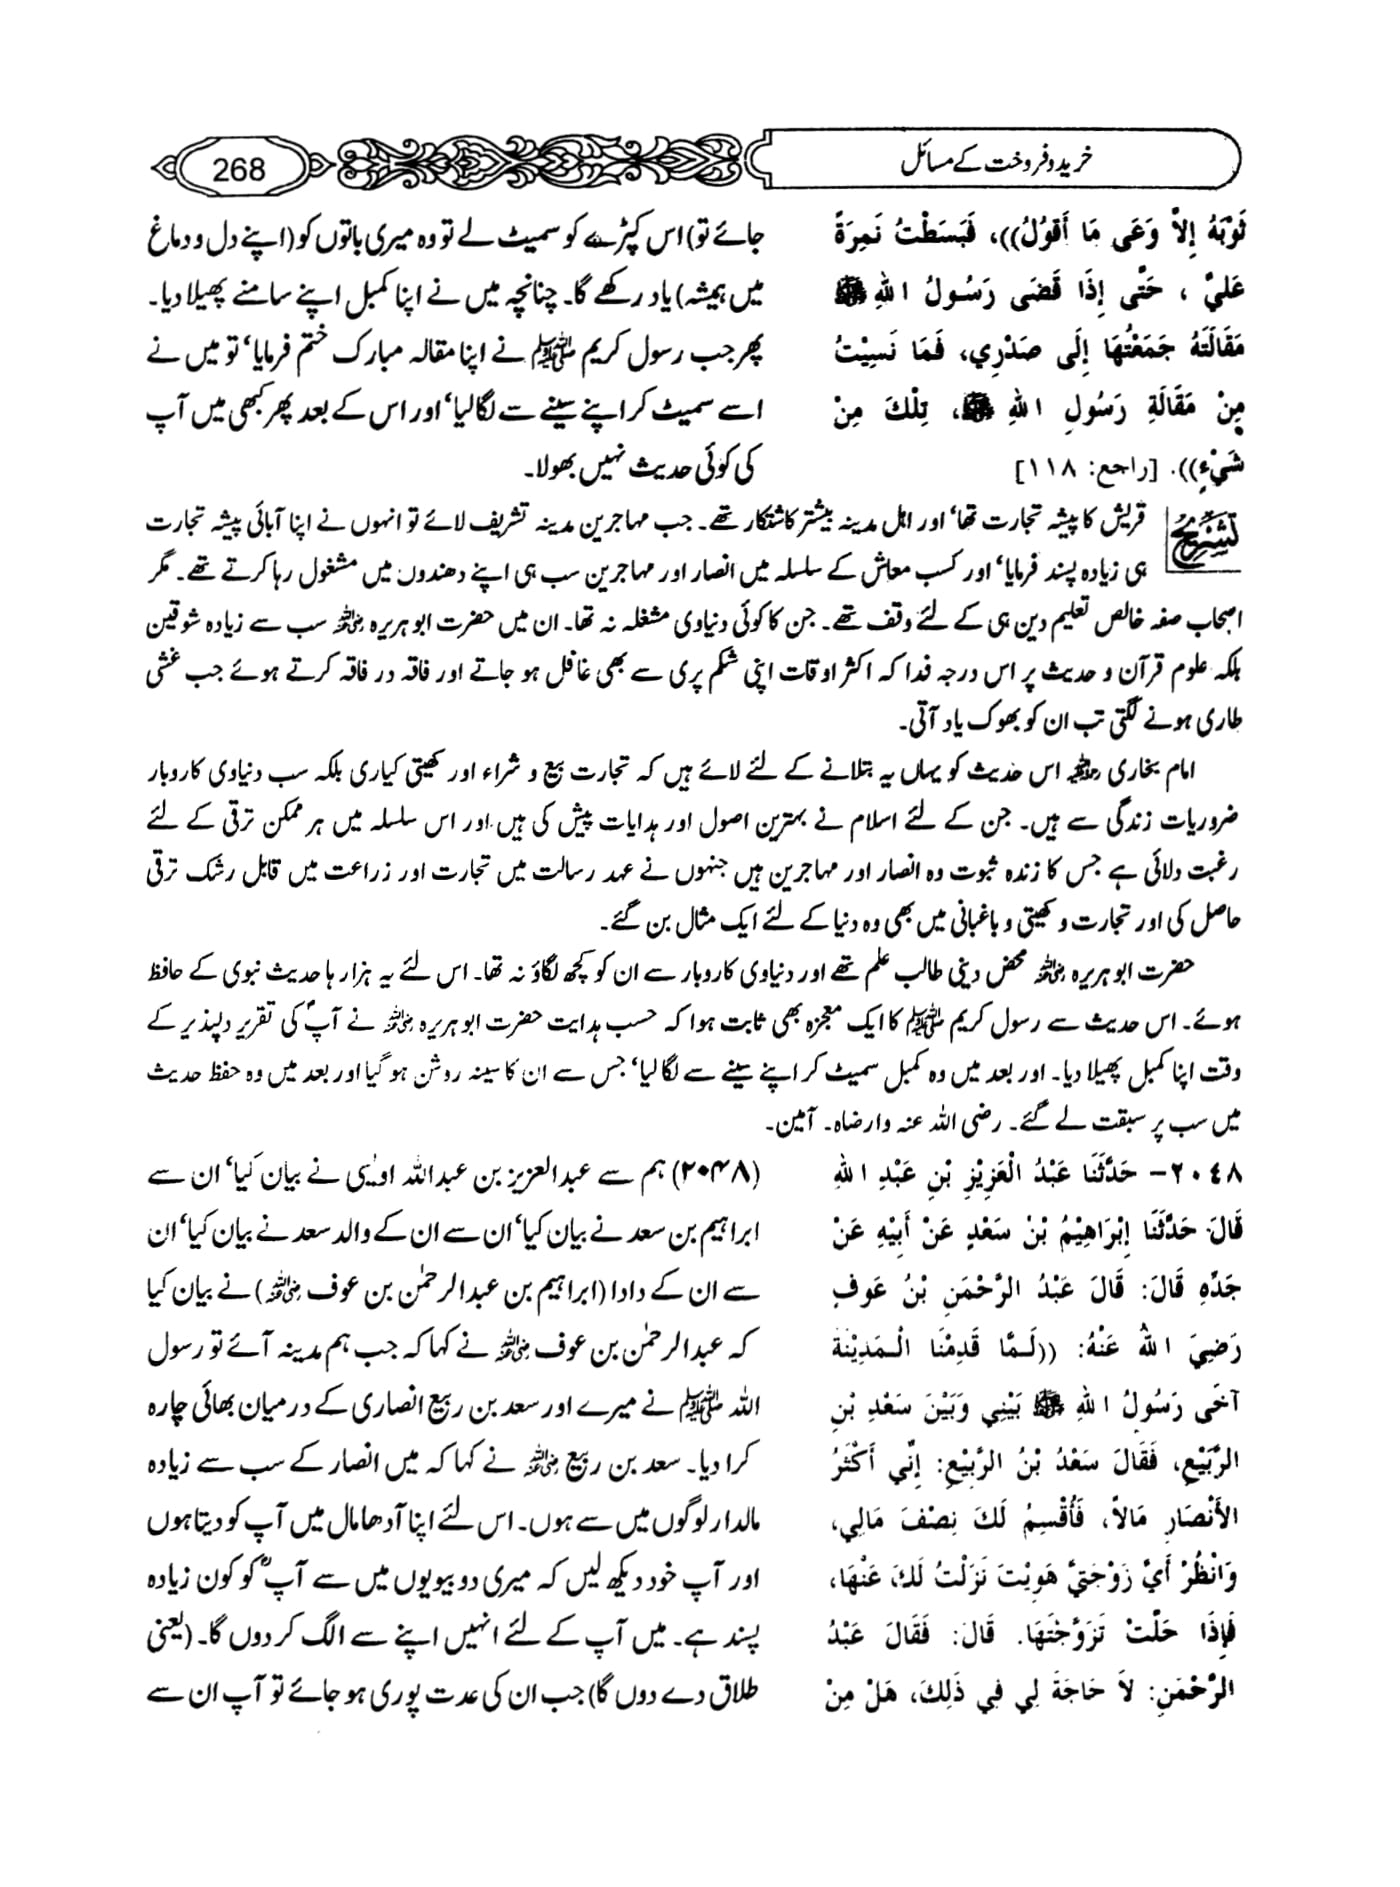 خرید و فروخت کے مسائل
268
ثَوْبَهُ إِلاَّ وَعَى مَا أَقُولُ))، فَبَسَطْتُ نَمِرَةً
عَلَيَّ ، حَتَّى إِذَا قَضَى رَسُولُ اللهِ ﷺ
مَقَالَتَهُ جَمَعْتُهَا إِلَى صَدْرِي، فَمَا نَسِيْتُ
مِنْ مَقَالَةِ رَسُولِ اللهِ ﷺ، تِلْكَ مِنْ
شَيْءٍ)). [راجع: ١١٨]
جائے تو) اس کپڑے کو سمیٹ لے تو وہ میری باتوں کو (اپنے دل و دماغ
میں ہمیشہ) یاد رکھے گا۔ چنانچہ میں نے اپنا کمبل اپنے سامنے پھیلا دیا۔
پھر جب رسول کریم ﷺ نے اپنا مقالہ مبارک ختم فرمایا‘ تو میں نے
اسے سمیٹ کر اپنے سینے سے لگا لیا‘ اور اس کے بعد پھر کبھی میں آپ
کی کوئی حدیث نہیں بھولا۔
تشریح
قریش کا پیشہ تجارت تھا‘ اور اہل مدینہ بیشتر کاشتکار تھے۔ جب مہاجرین مدینہ تشریف لائے تو انہوں نے اپنا آبائی پیشہ تجارت
ہی زیادہ پسند فرمایا‘ اور کسب معاش کے سلسلہ میں انصار اور مہاجرین سب ہی اپنے دھندوں میں مشغول رہا کرتے تھے۔ مگر
اصحاب صفہ خالص تعلیم دین ہی کے لئے وقف تھے۔ جن کا کوئی دنیاوی مشغلہ نہ تھا۔ ان میں حضرت ابو ہریرہ رضی اللہ عنہ سب سے زیادہ شوقین
بلکہ علوم قرآن و حدیث پر اس درجہ فدا کہ اکثر اوقات اپنی شکم پری سے بھی غافل ہو جاتے اور فاقہ در فاقہ کرتے ہوئے جب غشی
طاری ہونے لگتی تب ان کو بھوک یاد آتی۔
امام بخاری رحمہ اللہ اس حدیث کو یہاں یہ بتلانے کے لئے لائے ہیں کہ تجارت بیع و شراء اور کھیتی کیاری بلکہ سب دنیاوی کاروبار
ضروریات زندگی سے ہیں۔ جن کے لئے اسلام نے بہترین اصول اور ہدایات پیش کی ہیں اور اس سلسلہ میں ہر ممکن ترقی کے لئے
رغبت دلائی ہے جس کا زندہ ثبوت وہ انصار اور مہاجرین ہیں جنہوں نے عہد رسالت میں تجارت اور زراعت میں قابل رشک ترقی
حاصل کی اور تجارت و کھیتی و باغبانی میں بھی وہ دنیا کے لئے ایک مثال بن گئے۔
حضرت ابو ہریرہ رضی اللہ عنہ محض دینی طالب علم تھے اور دنیاوی کاروبار سے ان کو کچھ لگاؤ نہ تھا۔ اس لئے یہ ہزار ہا حدیث نبوی کے حافظ
ہوئے۔ اس حدیث سے رسول کریم ﷺ کا ایک معجزہ بھی ثابت ہوا کہ حسب ہدایت حضرت ابو ہریرہ رضی اللہ عنہ نے آپؐ کی تقریر دلپذیر کے
وقت اپنا کمبل پھیلا دیا۔ اور بعد میں وہ کمبل سمیٹ کر اپنے سینے سے لگا لیا‘ جس سے ان کا سینہ روشن ہو گیا اور بعد میں وہ حفظ حدیث
میں سب پر سبقت لے گئے۔ رضی اللہ عنہ وارضاہ۔ آمین۔
٢٠٤٨– حَدَّثَنَا عَبْدُ الْعَزِيْزِ بْنِ عَبْدِ اللهِ
قَالَ حَدَّثَنَا إِبْرَاهِيْمُ بْنُ سَعْدٍ عَنْ أَبِيْهِ عَنْ
جَدِّهِ قَالَ: قَالَ عَبْدُ الرَّحْمَنِ بْنُ عَوفٍ
رَضِيَ اللهُ عَنْهُ: ((لَمَّا قَدِمْنَا الْمَدِيْنَةَ
آخَى رَسُولُ اللهِ ﷺ بَيْنِي وَبَيْنَ سَعْدِ بْنِ
الرَّبِيْعِ، فَقَالَ سَعْدُ بْنُ الرَّبِيْعِ: إِنِّي أَكْثَرُ
الأَنْصَارِ مَالاً، فَأُقْسِمُ لَكَ نِصْفَ مَالِي،
وَانْظُرْ أَيَّ زَوْجَتَيَّ هَوِيْتَ نَزَلْتُ لَكَ عَنْهَا،
فَإِذَا حَلَّتْ تَزَوَّجْتَهَا. قَالَ: فَقَالَ عَبْدُ
الرَّحْمَنِ: لاَ حَاجَةَ لِي فِي ذَلِكَ، هَلْ مِنْ
(۲۰۴۸) ہم سے عبدالعزیز بن عبداللہ اویسی نے بیان کیا‘ ان سے
ابراہیم بن سعد نے بیان کیا‘ ان سے ان کے والد سعد نے بیان کیا‘ ان
سے ان کے دادا (ابراہیم بن عبدالرحمٰن بن عوف رضی اللہ عنہ) نے بیان کیا
کہ عبدالرحمٰن بن عوف رضی اللہ عنہ نے کہا کہ جب ہم مدینہ آئے تو رسول
اللہ ﷺ نے میرے اور سعد بن ربیع انصاری کے درمیان بھائی چارہ
کرا دیا۔ سعد بن ربیع رضی اللہ عنہ نے کہا کہ میں انصار کے سب سے زیادہ
مالدار لوگوں میں سے ہوں۔ اس لئے اپنا آدھا مال میں آپ کو دیتا ہوں
اور آپ خود دیکھ لیں کہ میری دو بیویوں میں سے آپؓ کو کون زیادہ
پسند ہے۔ میں آپ کے لئے انہیں اپنے سے الگ کر دوں گا۔ (یعنی
طلاق دے دوں گا) جب ان کی عدت پوری ہو جائے تو آپ ان سے